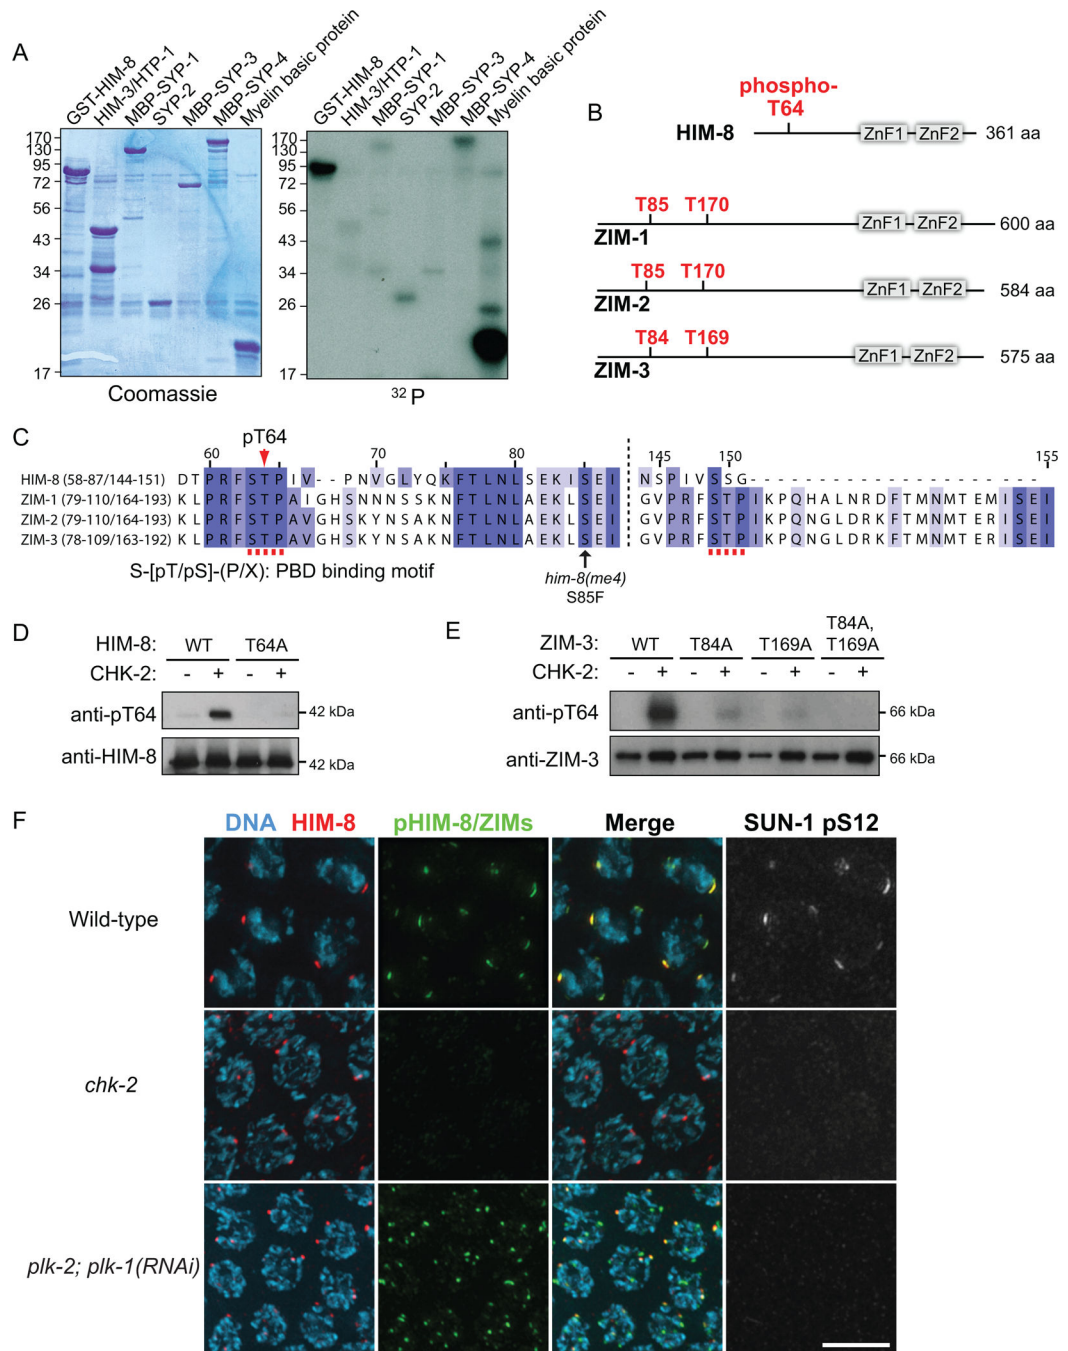 A
GST-HIM-8
HIM-3/HTP-1
MBP-SYP-1
SYP-2
MBP-SYP-3
MBP-SYP-4
Myelin basic protein
170
130
95
72
56
43
34
26
17
Coomassie
GST-HIM-8
HIM-3/HTP-1
MBP-SYP-1
SYP-2
MBP-SYP-3
MBP-SYP-4
Myelin basic protein
170
130
95
72
56
43
34
26
17
32P
B
phospho-
T64
HIM-8 ZnF1 ZnF2 361 aa
T85 T170
ZIM-1 ZnF1 ZnF2 600 aa
T85 T170
ZIM-2 ZnF1 ZnF2 584 aa
T84 T169
ZIM-3 ZnF1 ZnF2 575 aa
C
pT64
60 70 80 145 150 155
HIM-8 (58-87/144-151) DTPRFSTPIV--PNVGLYQKFTLNLSEKISEI NSPIVSSG---------------------
ZIM-1 (79-110/164-193) KLPRFSTPAIGHSNNNSSKNFTLNLAEKLSEI GVPRFSTPIKPQHALNRDFTMNMTEMISEI
ZIM-2 (79-110/164-193) KLPRFSTPAVGHSKYNSAKNFTLNLAEKLSEI GVPRFSTPIKPQNGLDRKFTMNMTERISEI
ZIM-3 (78-109/163-192) KLPRFSTPAVGHSKYNSAKNFTLNLAEKLSEI GVPRFSTPIKPQNGLDRKFTMNMTERISEI
S-[pT/pS]-(P/X): PBD binding motif
him-8(me4)
S85F
D
HIM-8: WT T64A
CHK-2: - + - +
anti-pT64 42 kDa
anti-HIM-8 42 kDa
E
ZIM-3: WT T84A T169A T84A, T169A
CHK-2: - + - + - + - +
anti-pT64 66 kDa
anti-ZIM-3 66 kDa
F
DNA HIM-8 pHIM-8/ZIMs Merge SUN-1 pS12
Wild-type
chk-2
plk-2; plk-1(RNAi)